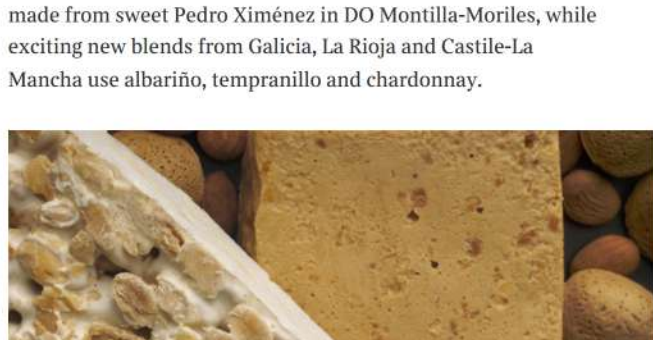 made from sweet Pedro Ximénez in DO Montilla-Moriles, while
exciting new blends from Galicia, La Rioja and Castile-La
Mancha use albariño, tempranillo and chardonnay.